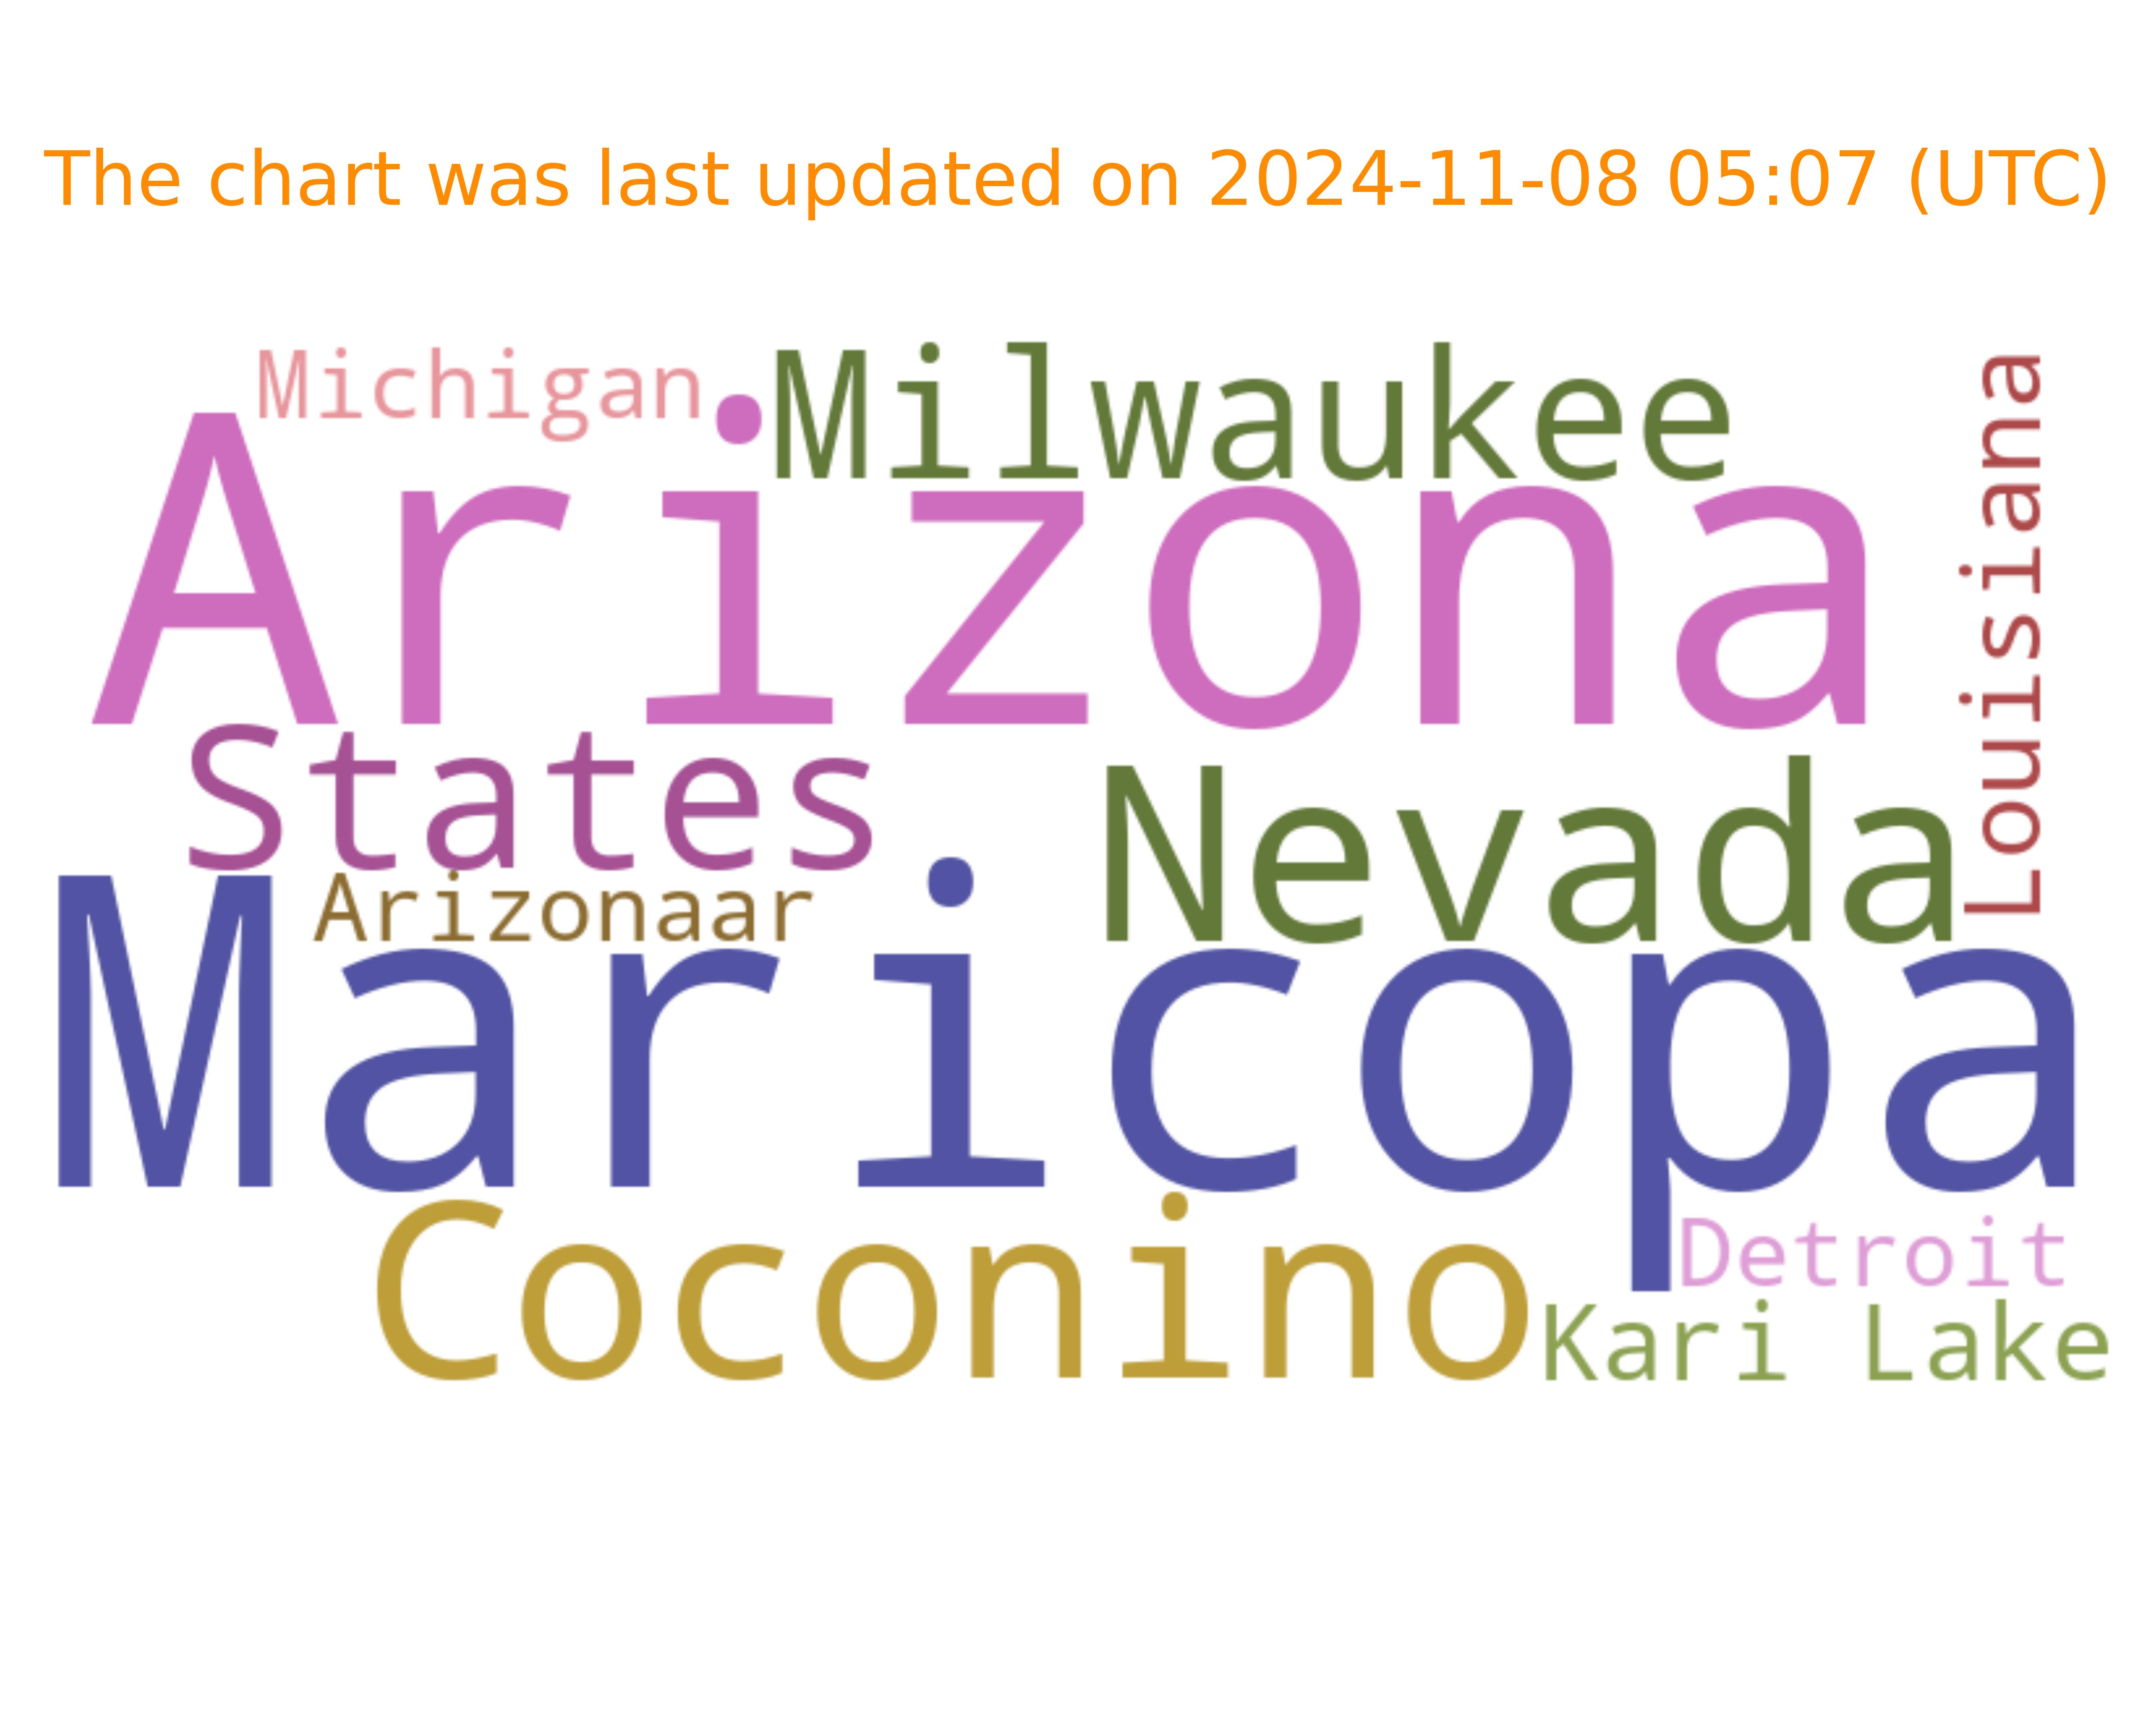 The chart was last updated on 2024-11-08 05:07 (UTC)
Michigan
Milwaukee
Louisiana
Arizona
States
Nevada
Arizonaar
Maricopa
Coconino
Detroit
Kari Lake